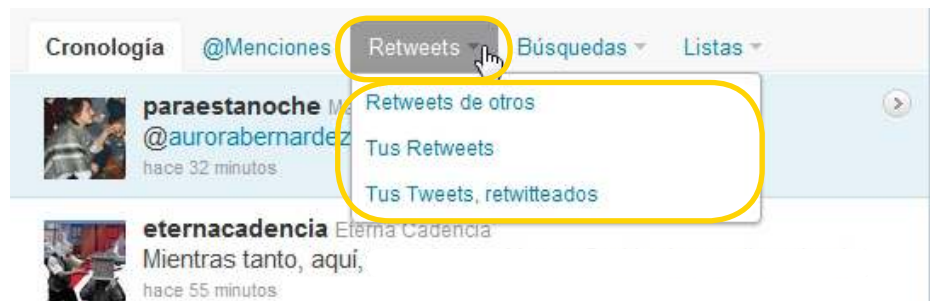 Cronología @Menciones Retweets Búsquedas Listas
Retweets de otros
Tus Retweets
Tus Tweets, retwitteados
paraestanoche
@aurorabernardez
hace 32 minutos
eternacadencia Eterna Cadencia
Mientras tanto, aquí,
hace 55 minutos